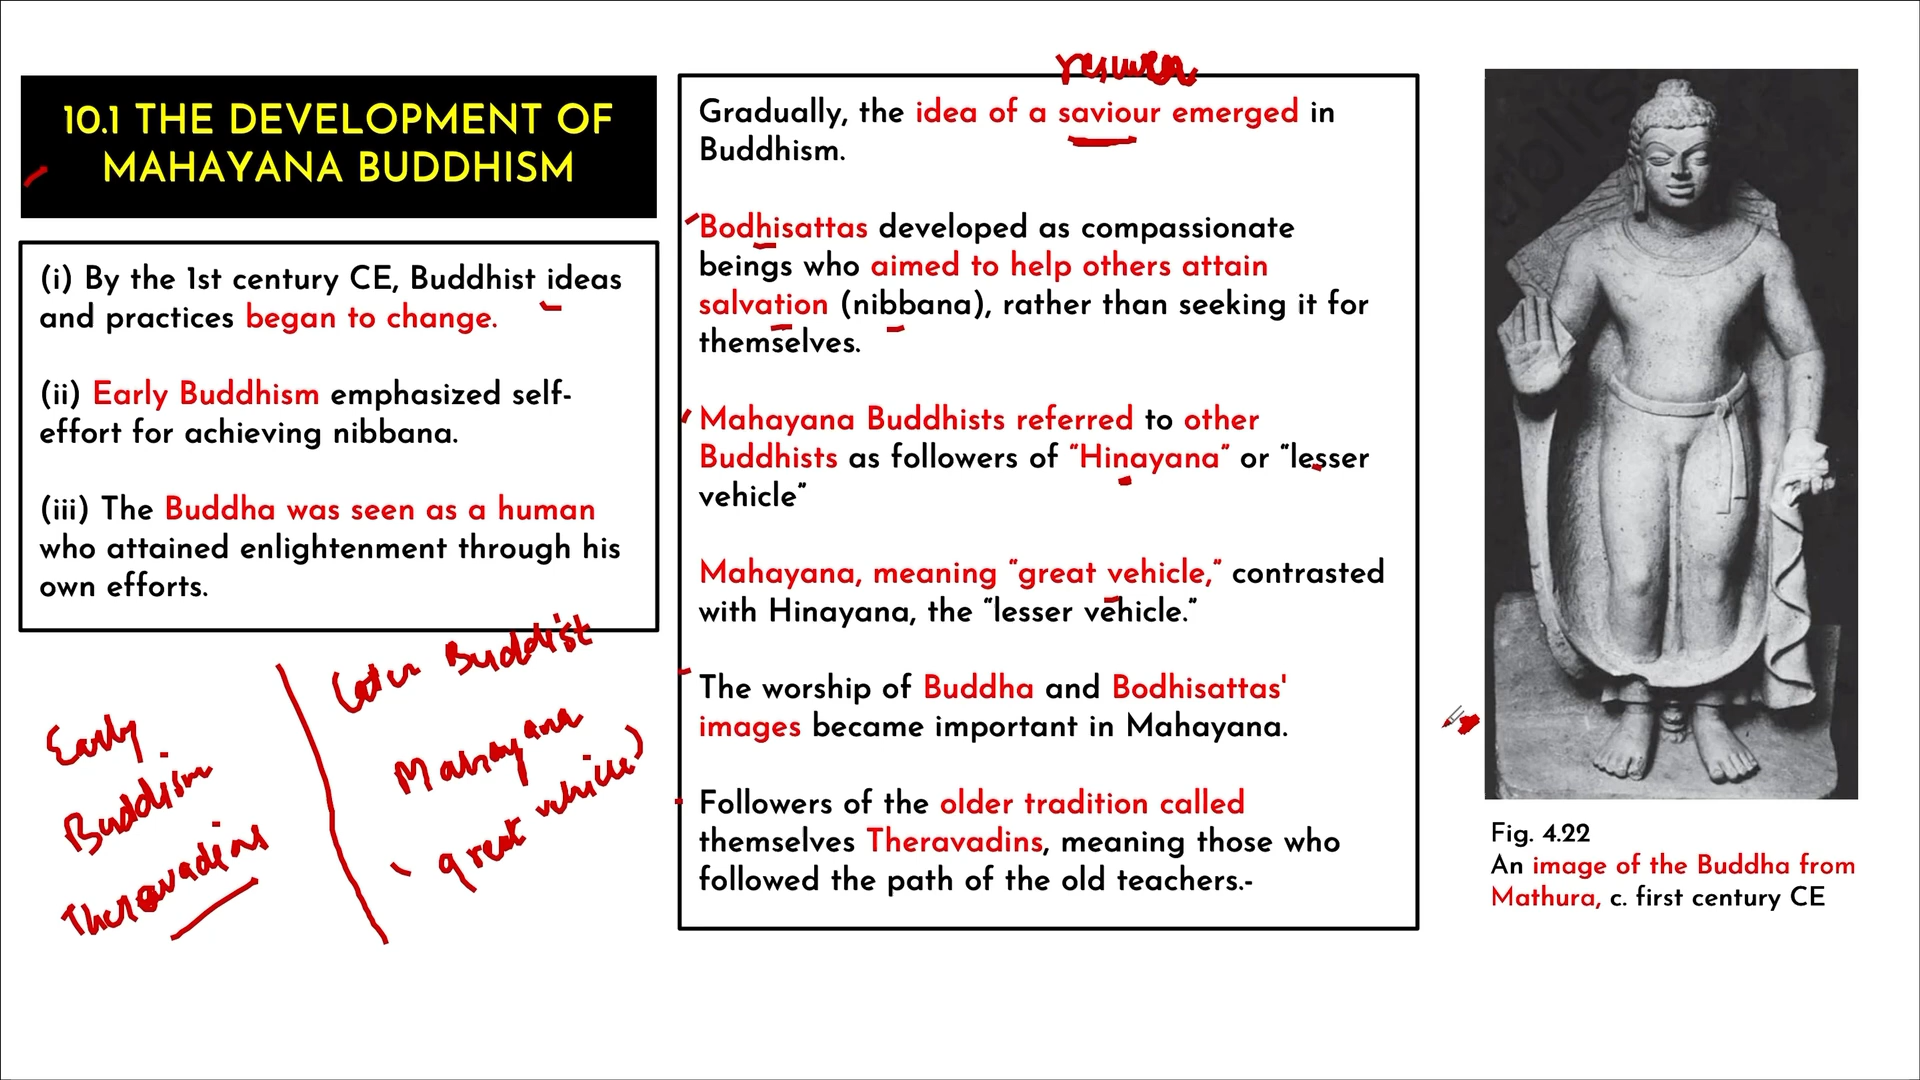 10.1 THE DEVELOPMENT OF
MAHAYANA BUDDHISM
(i) By the 1st century CE, Buddhist ideas
and practices began to change.
(ii) Early Buddhism emphasized self-
effort for achieving nibbana.
(iii) The Buddha was seen as a human
who attained enlightenment through his
own efforts.
Early
Buddhism
Theravadins
Later Buddist
Mahayana
great vehicle)
Gradually, the idea of a saviour emerged in
Buddhism.
Bodhisattas developed as compassionate
beings who aimed to help others attain
salvation (nibbana), rather than seeking it for
themselves.
Mahayana Buddhists referred to other
Buddhists as followers of “Hinayana” or “lesser
vehicle”
Mahayana, meaning “great vehicle,” contrasted
with Hinayana, the “lesser vehicle.”
The worship of Buddha and Bodhisattas'
images became important in Mahayana.
Followers of the older tradition called
themselves Theravadins, meaning those who
followed the path of the old teachers.-
Fig. 4.22
An image of the Buddha from
Mathura, c. first century CE